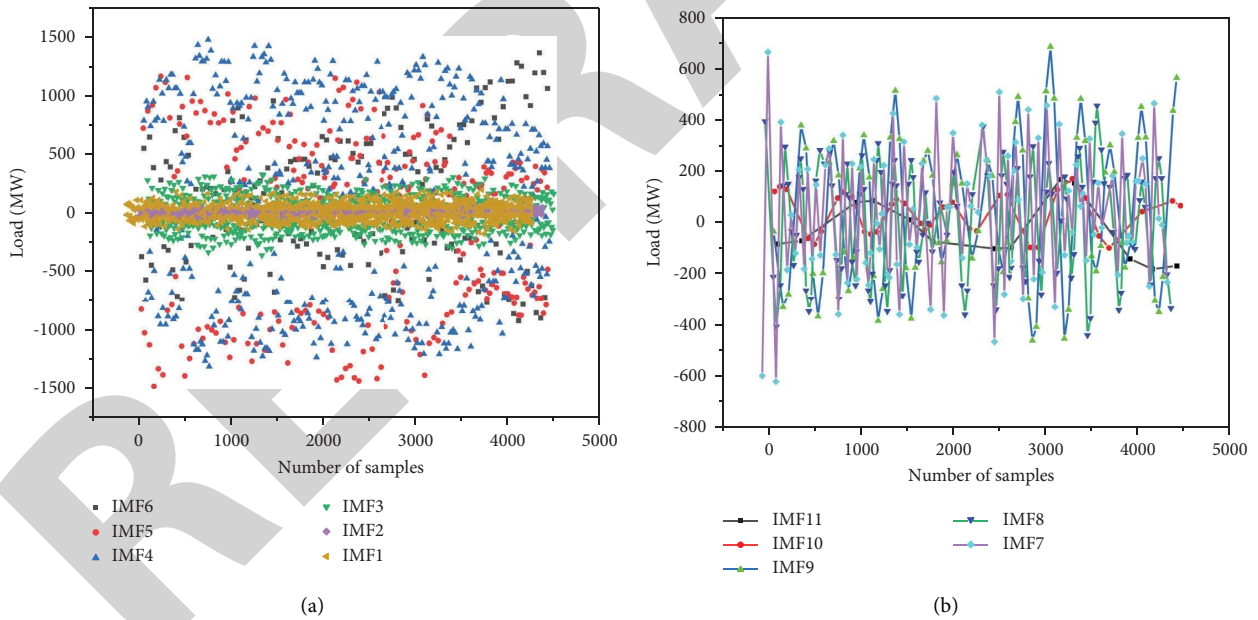 1500
1000
500
0
-500
-1000
-1500
Load (MW)
0 1000 2000 3000 4000 5000
Number of samples
IMF6 IMF3
IMF5 IMF2
IMF4 IMF1
(a)
800
600
400
200
0
-200
-400
-600
-800
Load (MW)
0 1000 2000 3000 4000 5000
Number of samples
IMF11 IMF8
IMF10 IMF7
IMF9
(b)